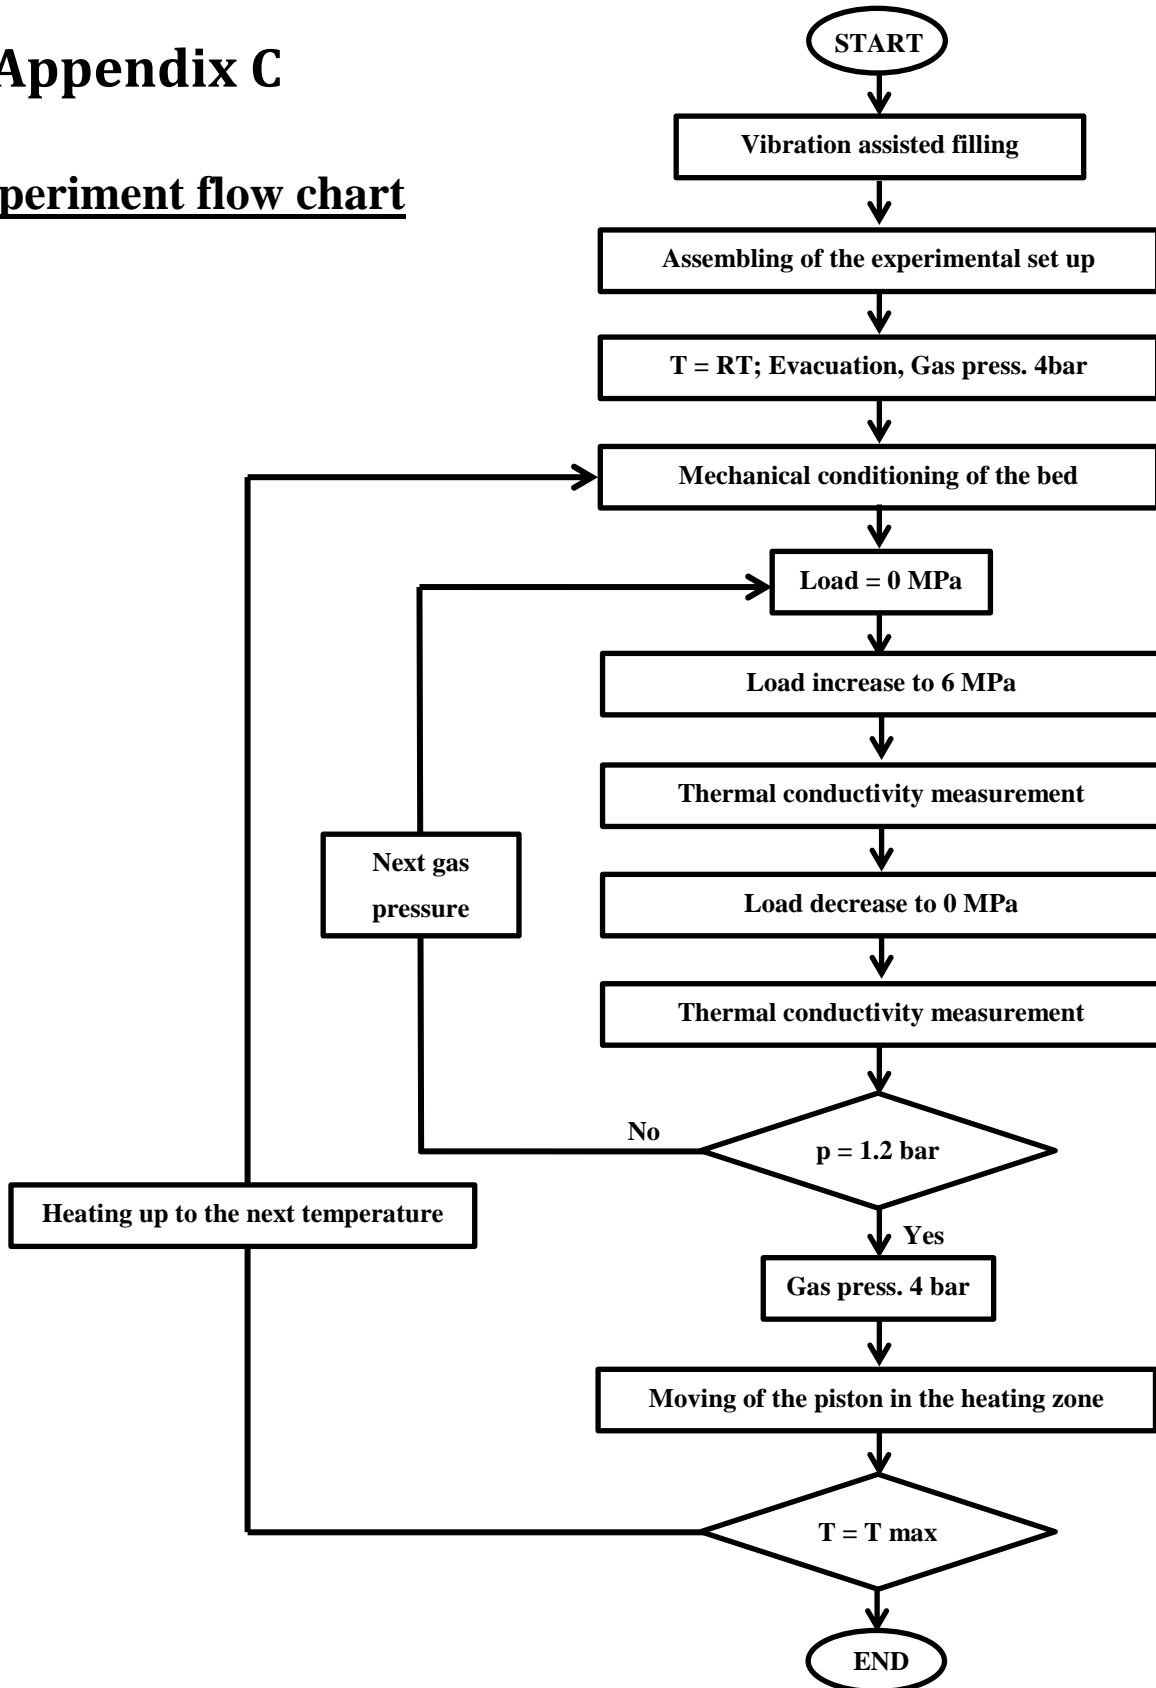 Appendix C
periment flow chart
START
Vibration assisted filling
Assembling of the experimental set up
T = RT; Evacuation, Gas press. 4bar
Mechanical conditioning of the bed
Load = 0 MPa
Load increase to 6 MPa
Thermal conductivity measurement
Next gas
pressure
Load decrease to 0 MPa
Thermal conductivity measurement
No
p = 1.2 bar
Heating up to the next temperature
Yes
Gas press. 4 bar
Moving of the piston in the heating zone
T = T max
END